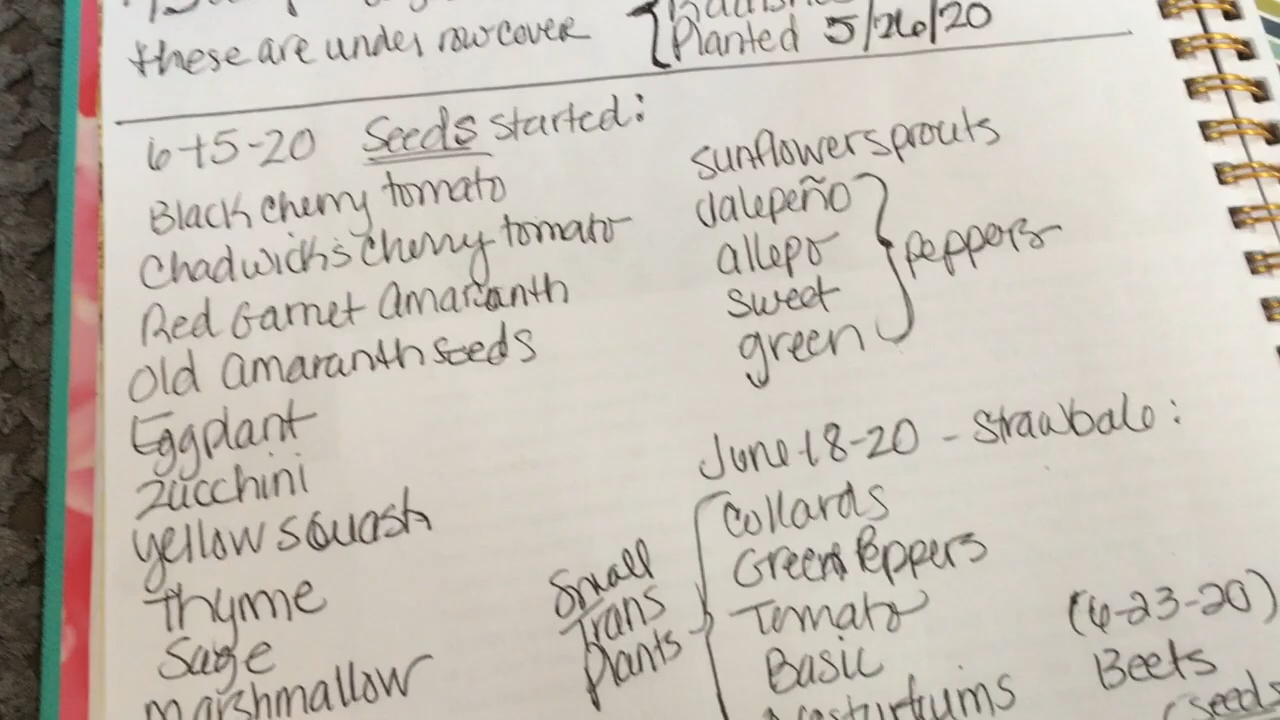 these are under row cover
Planted 5/26/20
6-15-20 Seeds started:
Black cherry tomato
Chadwick's cherry tomato
Red Garnet amaranth
Old amaranth seeds
Eggplant
Zucchini
yellow squash
thyme
Sage
marshmallow
sunflower sprouts
Jalepeño
allepo
sweet
green
peppers
June 18-20 - Strawbale:
Small
Trans
plants
Collards
Green Peppers
Tomato
Basil
(6-23-20)
Beets
(seeds